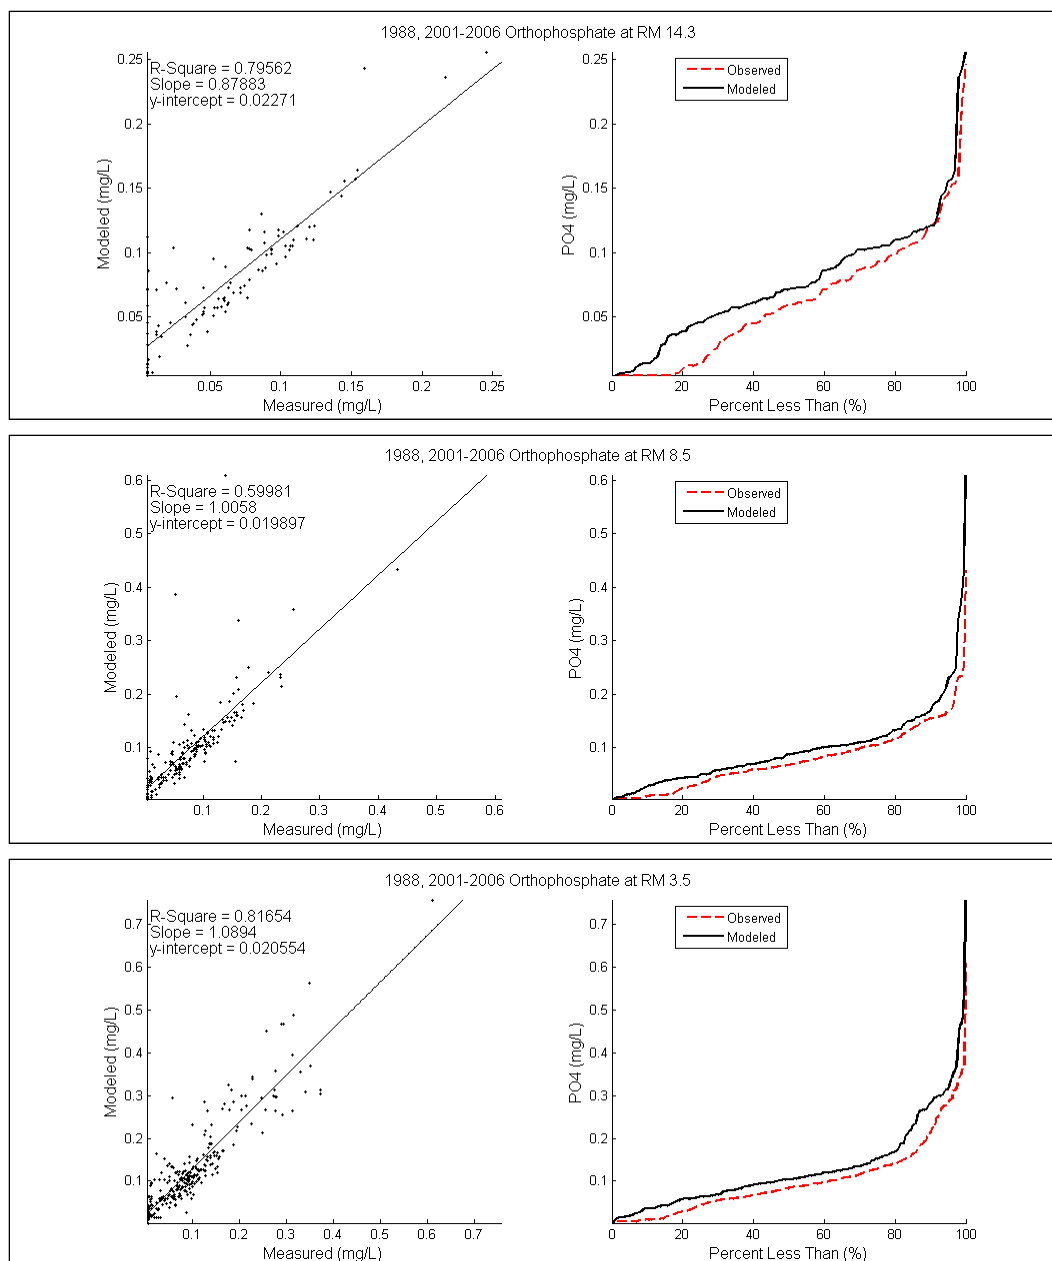 1988, 2001-2006 Orthophosphate at RM 14.3
R-Square = 0.79562
Slope = 0.87883
y-intercept = 0.02271
0.25
0.2
0.15
0.1
0.05
Modeled (mg/L)
0.05 0.1 0.15 0.2 0.25
Measured (mg/L)
Observed
Modeled
0.25
0.2
0.15
0.1
0.05
PO4 (mg/L)
0 20 40 60 80 100
Percent Less Than (%)
1988, 2001-2006 Orthophosphate at RM 8.5
R-Square = 0.59981
Slope = 1.0058
y-intercept = 0.019897
0.6
0.5
0.4
0.3
0.2
0.1
Modeled (mg/L)
0.1 0.2 0.3 0.4 0.5 0.6
Measured (mg/L)
Observed
Modeled
0.6
0.5
0.4
0.3
0.2
0.1
PO4 (mg/L)
0 20 40 60 80 100
Percent Less Than (%)
1988, 2001-2006 Orthophosphate at RM 3.5
R-Square = 0.81654
Slope = 1.0894
y-intercept = 0.020554
0.7
0.6
0.5
0.4
0.3
0.2
0.1
Modeled (mg/L)
0.1 0.2 0.3 0.4 0.5 0.6 0.7
Measured (mg/L)
Observed
Modeled
0.7
0.6
0.5
0.4
0.3
0.2
0.1
PO4 (mg/L)
0 20 40 60 80 100
Percent Less Than (%)